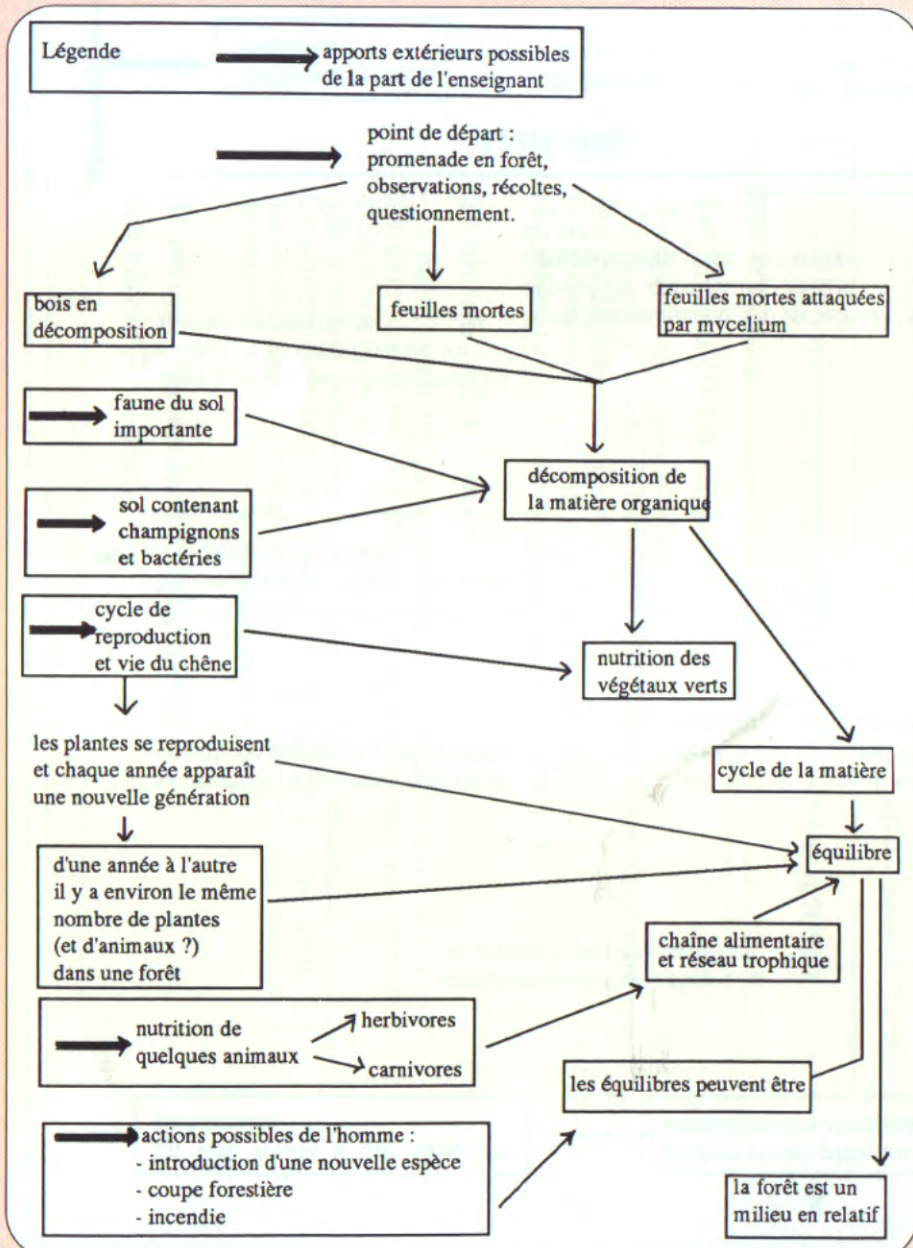 Légende
apports extérieurs possibles
de la part de l'enseignant
point de départ :
promenade en forêt,
observations, récoltes,
questionnement.
bois en
décomposition
feuilles mortes
feuilles mortes attaquées
par mycelium
faune du sol
importante
décomposition de
la matière organique
sol contenant
champignons
et bactéries
cycle de
reproduction
et vie du chêne
nutrition des
végétaux verts
les plantes se reproduisent
et chaque année apparaît
une nouvelle génération
cycle de la matière
équilibre
d'une année à l'autre
il y a environ le même
nombre de plantes
(et d'animaux ?)
dans une forêt
chaîne alimentaire
et réseau trophique
nutrition de
quelques animaux
herbivores
carnivores
les équilibres peuvent être
actions possibles de l'homme :
- introduction d'une nouvelle espèce
- coupe forestière
- incendie
la forêt est un
milieu en relatif